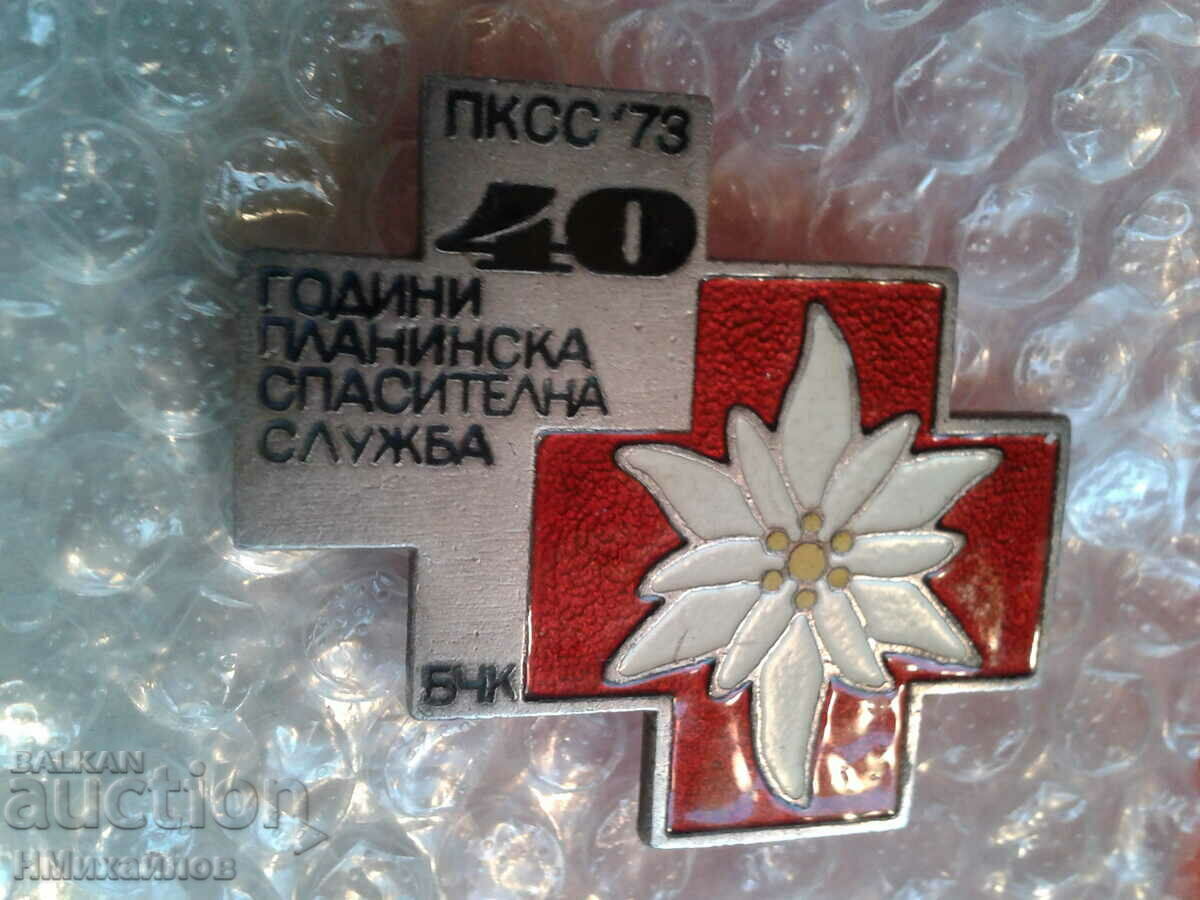 ПКСС '73
40
ГОДИНИ
ПЛАНИНСКА
СПАСИТЕЛНА
СЛУЖБА
БЧК
BALKAN
auction
НМихайлов